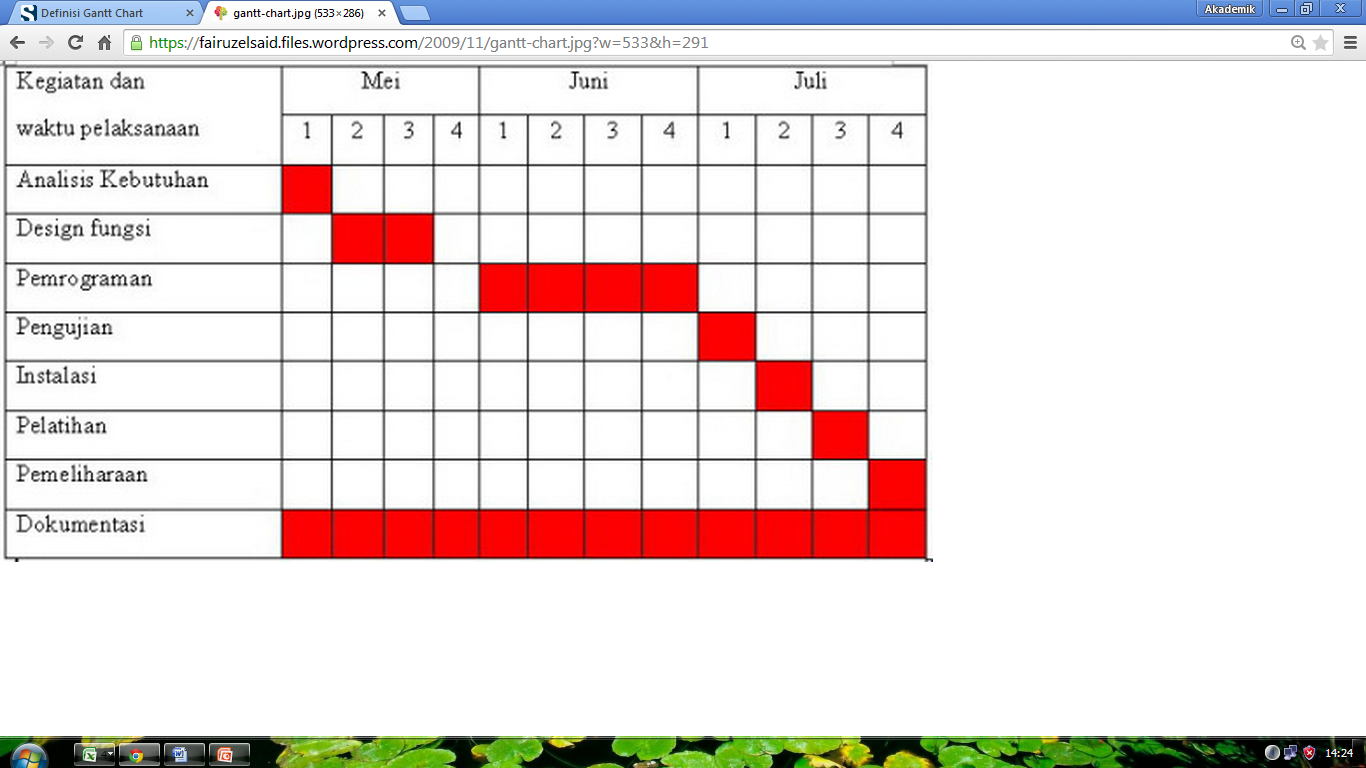 Definisi Gantt Chart
gantt-chart.jpg (533×286)
Akademik
https://fairuzelsaid.files.wordpress.com/2009/11/gantt-chart.jpg?w=533&h=291
Kegiatan dan waktu pelaksanaan
Mei Juni Juli
1 2 3 4 1 2 3 4 1 2 3 4
Analisis Kebutuhan
Design fungsi
Pemrograman
Pengujian
Instalasi
Pelatihan
Pemeliharaan
Dokumentasi
14:24